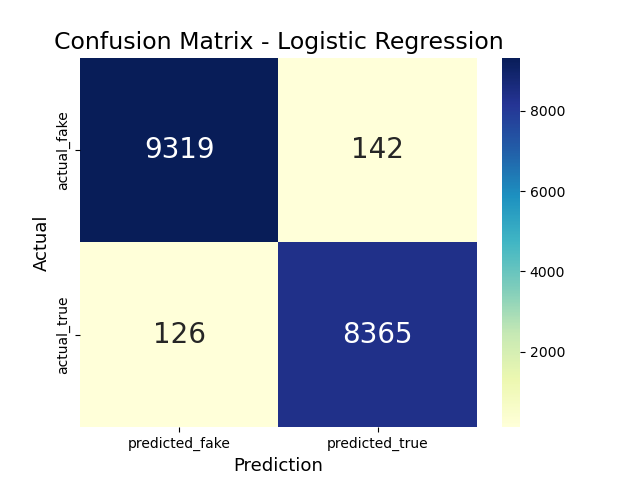 Confusion Matrix - Logistic Regression
Actual
actual_fake
9319
142
8000
6000
actual_true
126
8365
4000
2000
predicted_fake
predicted_true
Prediction